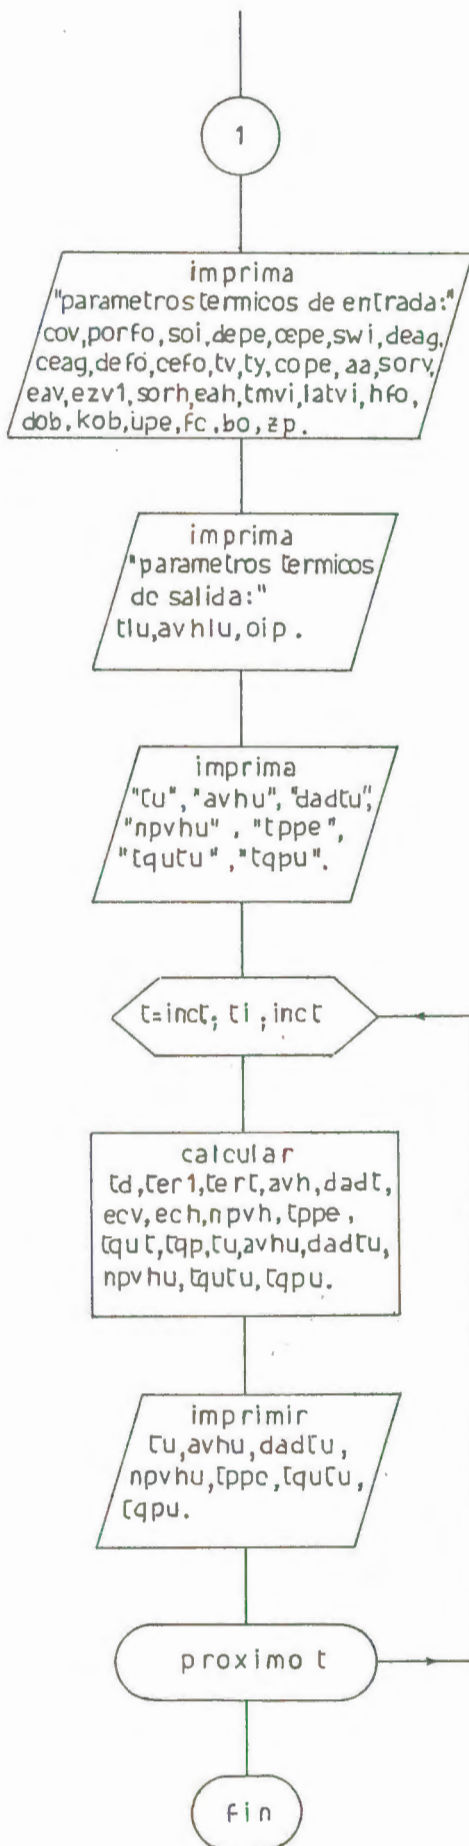 1
imprima
"parametros termicos de entrada:"
cov,porfo,soi,depe,cepe,swi,deag,
ceag,defo,cefo,tv,ty,cope,aa,sorv,
eav,ezv1,sorh,eah,tmvi,latvi,hfo,
dob,kob,upe,fc,bo,zp.
imprima
"parametros termicos
de salida:"
tlu,avhlu,oip.
imprima
"tu", "avhu", "dadtu",
"npvhu" , "tppe",
"tqutu" ,"tqpu".
t=inct; ti ; inct
calcular
td,ter1,tert,avh,dadt,
ecv,ech,npvh,tppe,
tqut,tqp,tu,avhu,dadtu,
npvhu,tqutu,tqpu.
imprimir
tu,avhu,dadtu,
npvhu,tppc,tqutu,
tqpu.
proximo t
fin